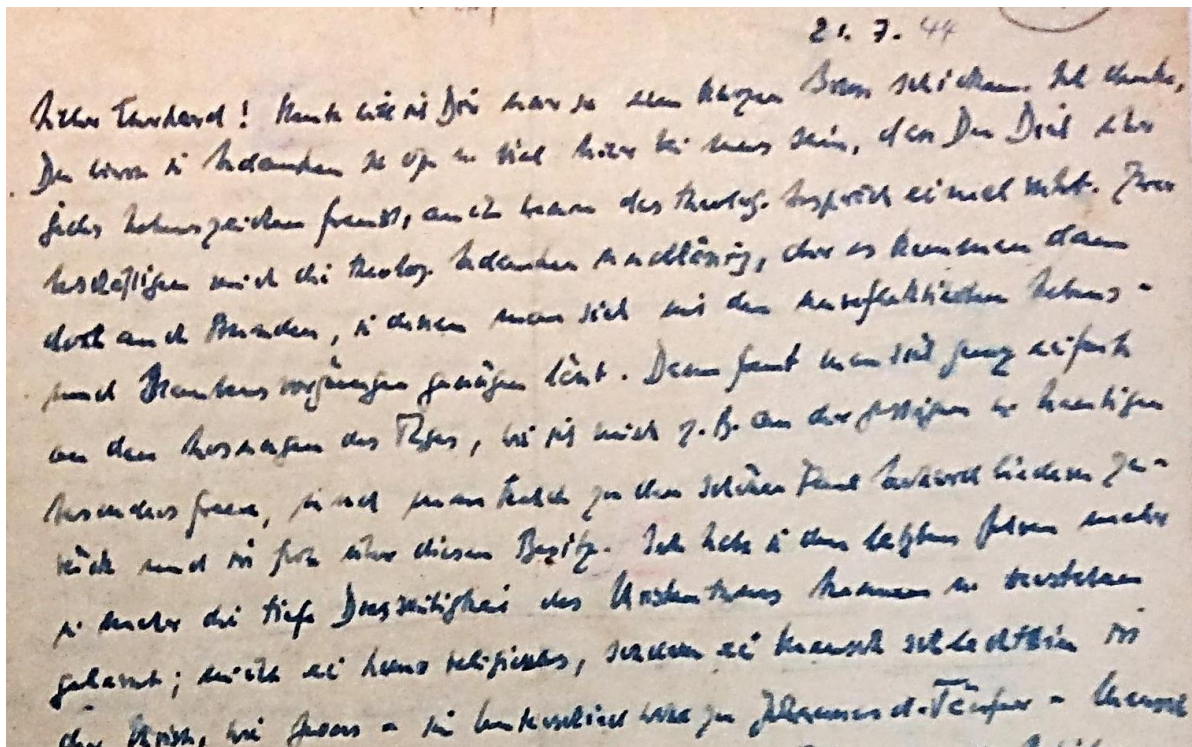 21. 7. 44
Lieber Eberhard! Heute will ich Dir nur so einen kurzen Gruss schicken. Ich denke,
Du wirst in Gedanken so oft u. viel hier bei uns sein, dass Du Dich über
jedes Lebenszeichen freust, auch wenn das theolog. Gespräch einmal ruht. Zwar
beschäftigen mich die theolog. Gedanken unablässig, aber es kommen dann
doch auch Stunden, in denen man sich mit den unreflektierten Lebens-
und Glaubensvorgängen genügen lässt. Dann freut man sich ganz einfach
an den Losungen des Tages, wie ich mich z. B. an der gestrigen u. heutigen
besonders freue, und man kehrt zu den schönen Paul Gerhardtliedern zu-
rück und ist froh über diesen Besitz. Ich habe in den letzten Jahren mehr
u. mehr die tiefe Diesseitigkeit des Christentums kennen u. verstehen
gelernt; nicht ein homo religiosus, sondern ein Mensch schlechthin ist
der Christ, wie Jesus - im Unterschied wohl zu Johannes d. Täufer - Mensch